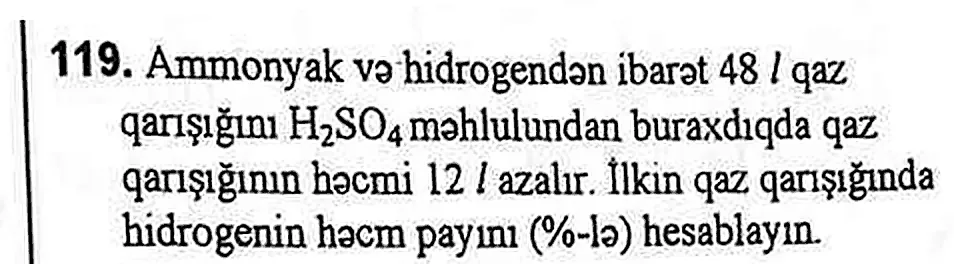 119. Ammonyak və hidrogendən ibarət 48 l qaz
qarışığını H₂SO₄ məhlulundan buraxdıqda qaz
qarışığının həcmi 12 l azalır. İlkin qaz qarışığında
hidrogenin həcm payını (%-lə) hesablayın.